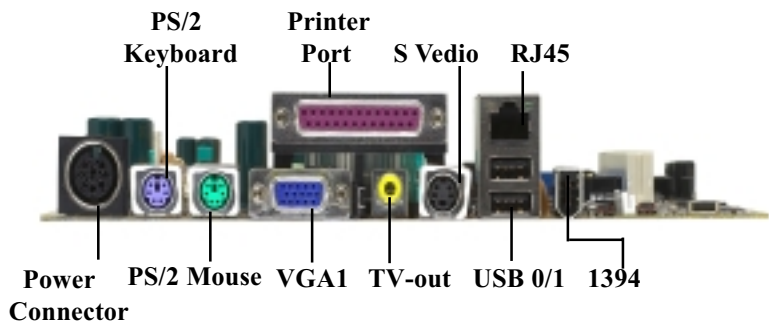 PS/2
Keyboard
Printer
Port
S Vedio
RJ45
Power
Connector
PS/2 Mouse
VGA1
TV-out
USB 0/1
1394